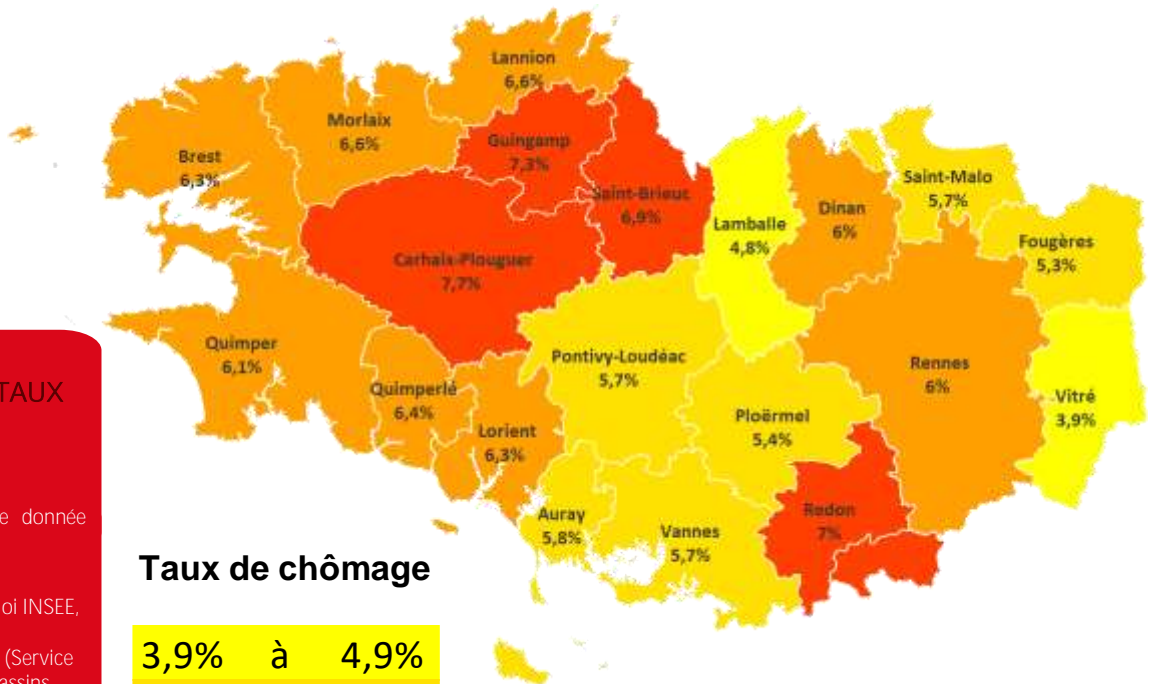 Lannion
6,6%
Morlaix
6,6%
Guingamp
7,3%
Brest
6,3%
Saint-Brieuc
6,9%
Saint-Malo
5,7%
Dinan
6%
Lamballe
4,8%
Fougères
5,3%
Carhaix-Plouguer
7,7%
Quimper
6,1%
Pontivy-Loudéac
5,7%
Rennes
6%
Quimperlé
6,4%
Vitré
3,9%
Ploërmel
5,4%
Lorient
6,3%
Redon
7%
Auray
5,8%
Vannes
5,7%
TAUX
e donnée
oi INSEE,
(Service
assins
Taux de chômage
3,9% à 4,9%